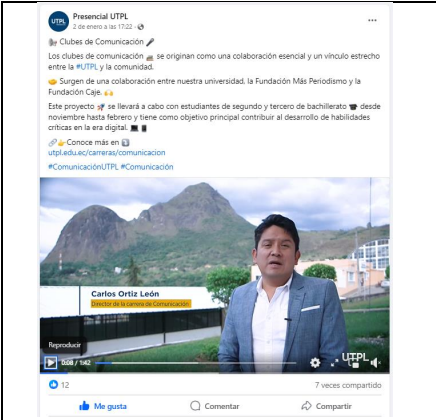 UTPL
Presencial UTPL
2 de enero a las 17:22 ·
Clubes de Comunicación
Los clubes de comunicación se originan como una colaboración esencial y un vínculo estrecho
entre la #UTPL y la comunidad.
Surgen de una colaboración entre nuestra universidad, la Fundación Más Periodismo y la
Fundación Caje.
Este proyecto se llevará a cabo con estudiantes de segundo y tercero de bachillerato desde
noviembre hasta febrero y tiene como objetivo principal contribuir al desarrollo de habilidades
críticas en la era digital.
Conoce más en
utpl.edu.ec/carreras/comunicacion
#ComunicaciónUTPL #Comunicación
Carlos Ortiz León
Director de la carrera de Comunicación
Reproducir
0:08 / 1:42
UTPL
12
7 veces compartido
Me gusta
Comentar
Compartir